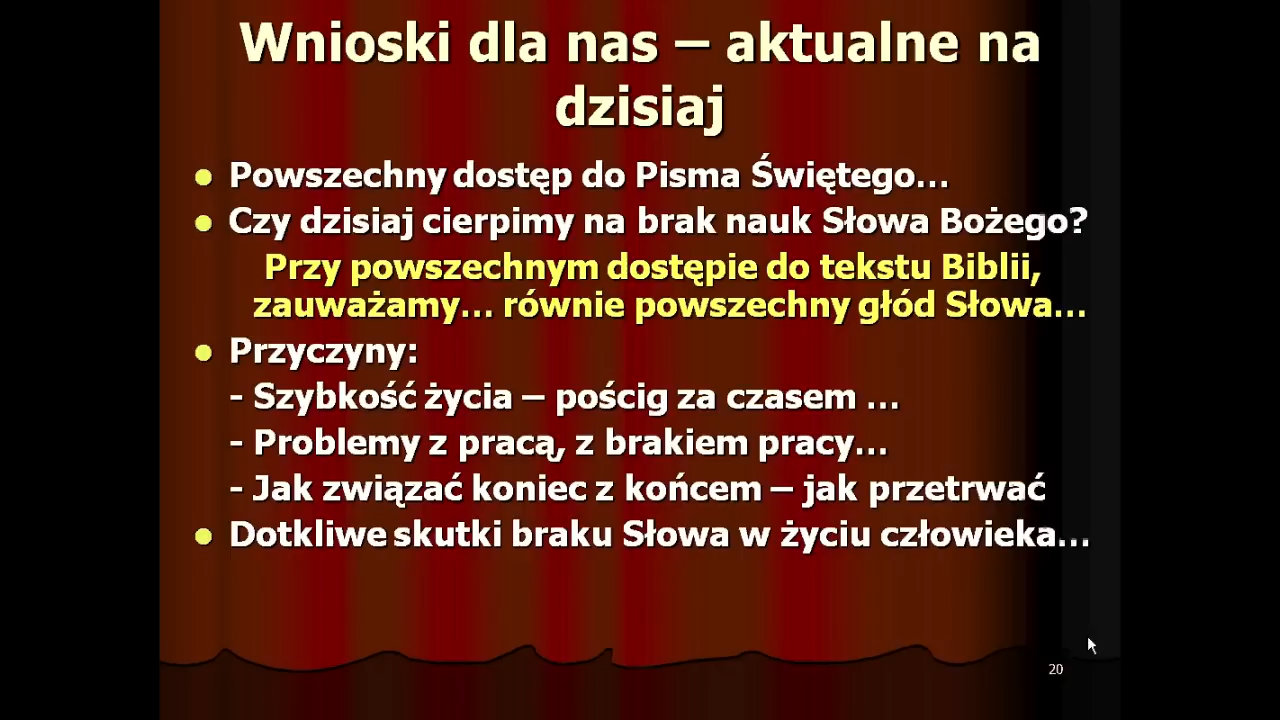 Wnioski dla nas – aktualne na
dzisiaj
Powszechny dostęp do Pisma Świętego...
Czy dzisiaj cierpimy na brak nauk Słowa Bożego?
Przy powszechnym dostępie do tekstu Biblii,
zauważamy... równie powszechny głód Słowa...
Przyczyny:
- Szybkość życia – pościg za czasem ...
- Problemy z pracą, z brakiem pracy...
- Jak związać koniec z końcem – jak przetrwać
Dotkliwe skutki braku Słowa w życiu człowieka...
20